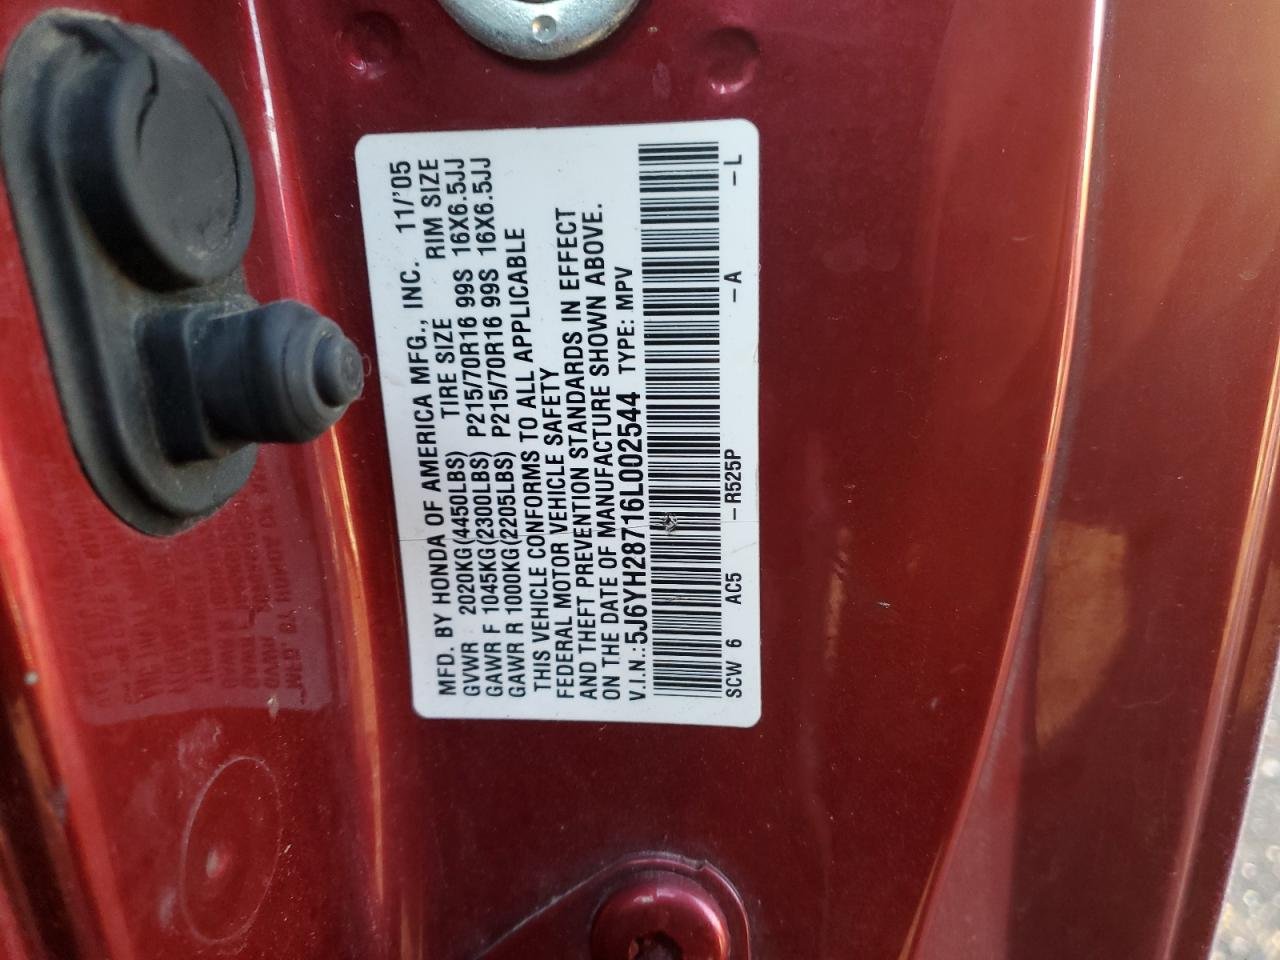 MFD. BY HONDA OF AMERICA MFG., INC. 11/'05
GVWR 2020KG(4450LBS) TIRE SIZE RIM SIZE
GAWR F 1045KG(2300LBS) P215/70R16 99S 16X6.5JJ
GAWR R 1000KG(2205LBS) P215/70R16 99S 16X6.5JJ
THIS VEHICLE CONFORMS TO ALL APPLICABLE
FEDERAL MOTOR VEHICLE SAFETY
AND THEFT PREVENTION STANDARDS IN EFFECT
ON THE DATE OF MANUFACTURE SHOWN ABOVE.
V.I.N.:5J6YH28716L002544 TYPE: MPV
SCW 6 AC5 -R525P -A -L